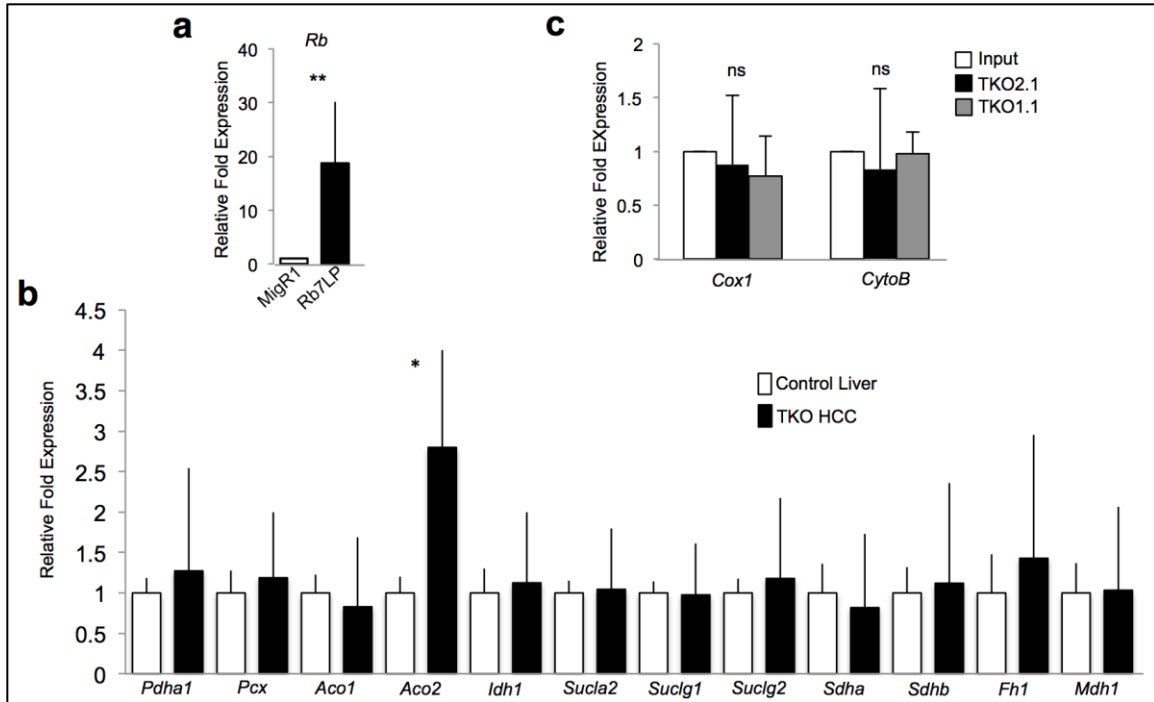 a
Rb
Relative Fold Expression
40
30
20
10
0
**
MigR1
Rb7LP
c
Relative Fold EXpression
2
1.5
1
0.5
0
ns
ns
Cox1
CytoB
Input
TKO2.1
TKO1.1
b
Relative Fold Expression
4.5
4
3.5
3
2.5
2
1.5
1
0.5
0
*
Control Liver
TKO HCC
Pdha1 Pcx Aco1 Aco2 Idh1 Sucla2 Suclg1 Suclg2 Sdha Sdhb Fh1 Mdh1